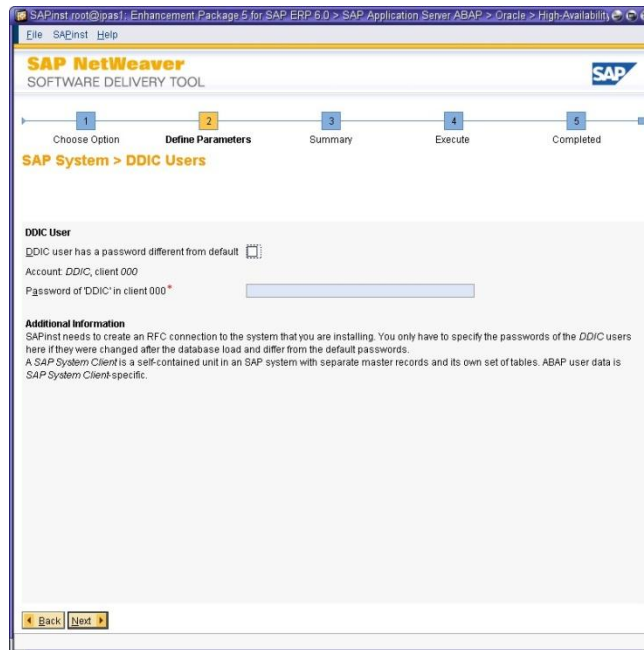 SAPinst root@ipas1: Enhancement Package 5 for SAP ERP 6.0 > SAP Application Server ABAP > Oracle > High-Availability
File SAPinst Help
SAP NetWeaver
SOFTWARE DELIVERY TOOL
SAP
1 2 3 4 5
Choose Option Define Parameters Summary Execute Completed
SAP System > DDIC Users
DDIC User
DDIC user has a password different from default
Account: DDIC, client 000
Password of 'DDIC' in client 000 *
Additional Information
SAPinst needs to create an RFC connection to the system that you are installing. You only have to specify the passwords of the DDIC users
here if they were changed after the database load and differ from the default passwords.
A SAP System Client is a self-contained unit in an SAP system with separate master records and its own set of tables. ABAP user data is
SAP System Client-specific.
Back Next